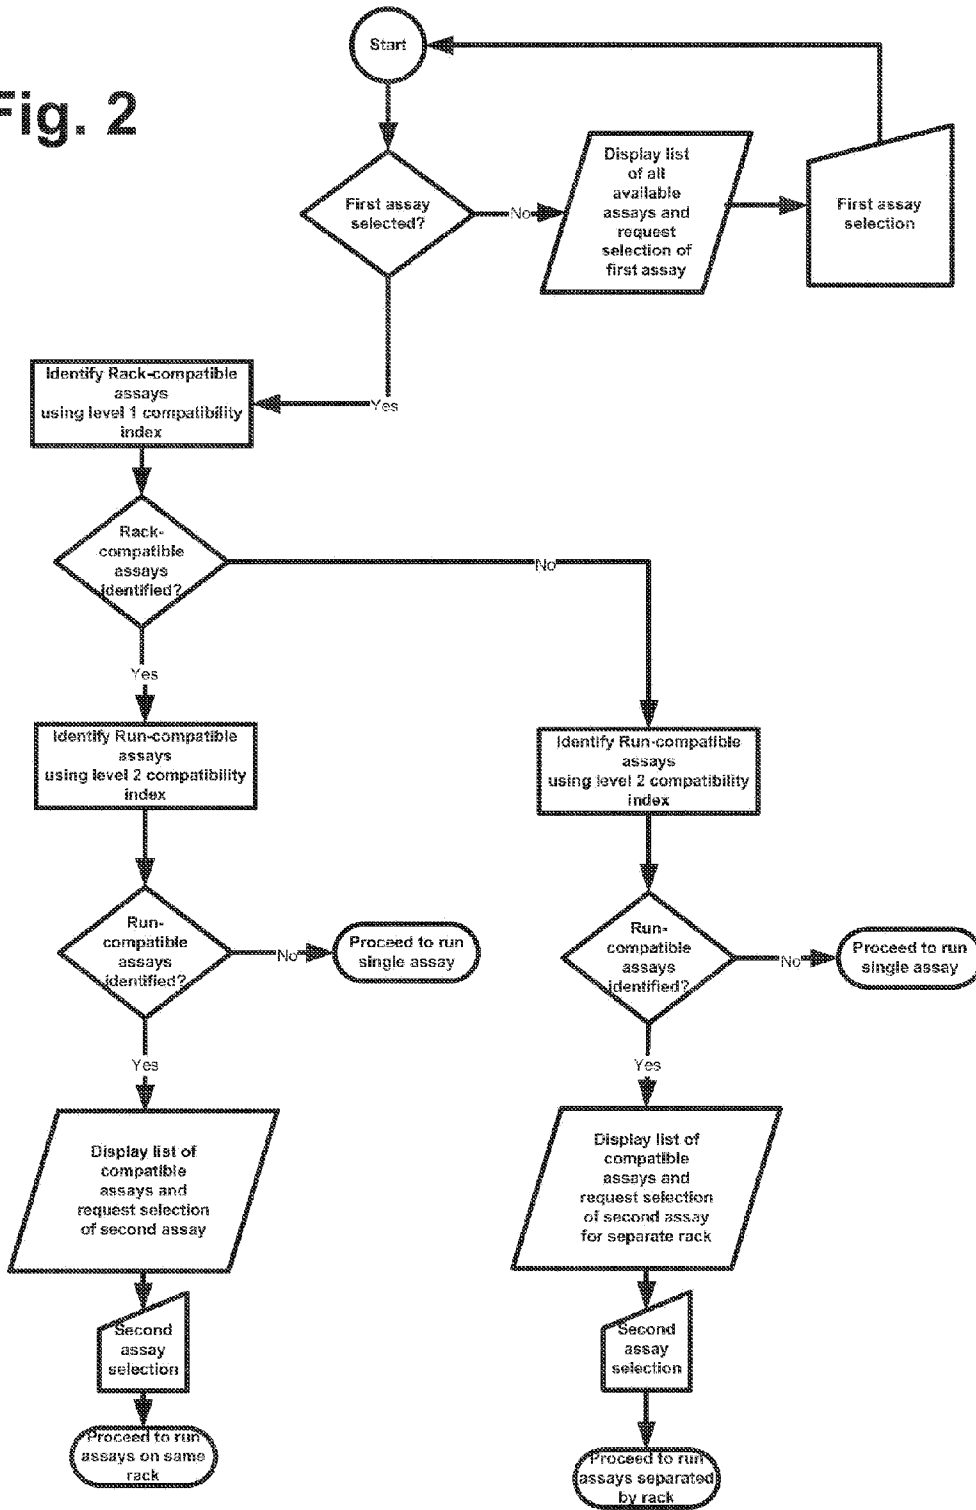 Fig. 2
Start
First assay
selected?
No
Display list
of all
available
assays and
request
selection of
first assay
First assay
selection
Yes
Identify Rack-compatible
assays
using level 1 compatibility
index
Rack-
compatible
assays
identified?
No
Yes
Identify Run-compatible
assays
using level 2 compatibility
index
Identify Run-compatible
assays
using level 2 compatibility
index
Run-
compatible
assays
identified?
No
Proceed to run
single assay
Run-
compatible
assays
identified?
No
Proceed to run
single assay
Yes
Yes
Display list of
compatible
assays and
request selection
of second assay
Display list of
compatible
assays and
request selection
of second assay
for separate rack
Second
assay
selection
Second
assay
selection
Proceed to run
assays on same
rack
Proceed to run
assays separated
by rack